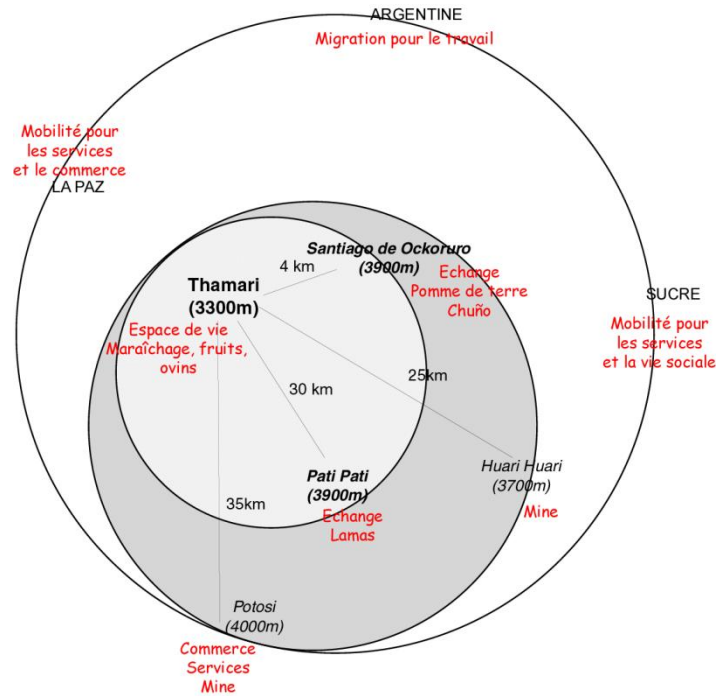 ARGENTINE
Migration pour le travail
Mobilité pour
les services
et le commerce
LA PAZ
Santiago de Ockoruro
(3900m)
4 km
Echange
Pomme de terre
Chuño
Thamari
(3300m)
SUCRE
Mobilité pour
les services
et la vie sociale
Espace de vie
Maraîchage, fruits,
ovins
30 km
25km
Pati Pati
(3900m)
Echange
Lamas
Huari Huari
(3700m)
Mine
35km
Potosi
(4000m)
Commerce
Services
Mine